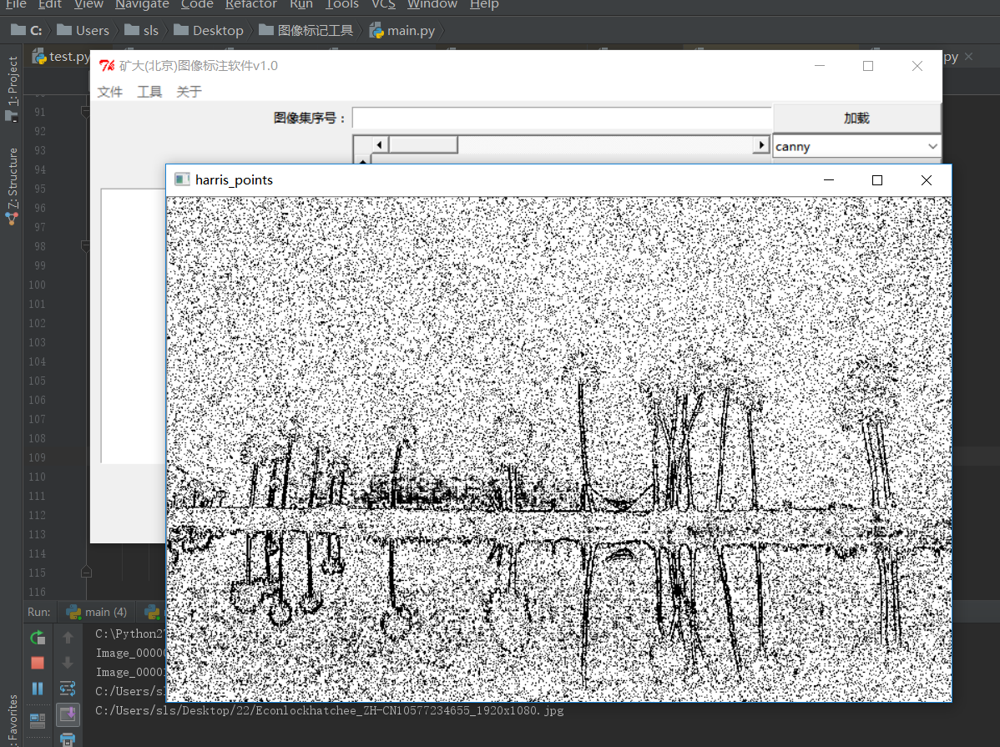 File Edit View Navigate Code Refactor Run Tools VCS Window Help
C: Users sls Desktop 图像标记工具 main.py
test.py
py
矿大(北京)图像标注软件v1.0
文件 工具 关于
图像集序号：
加载
canny
harris_points
1: Project
7: Structure
: Favorites
91
92
93
94
95
96
97
98
99
100
101
102
103
104
105
106
107
108
109
110
111
112
113
114
115
116
Run: main (4)
C:\Python2
Image_0000
Image_0000
C:/Users/s
C:/Users/sls/Desktop/22/Econlockhatchee_ZH-CN10577234655_1920x1080.jpg